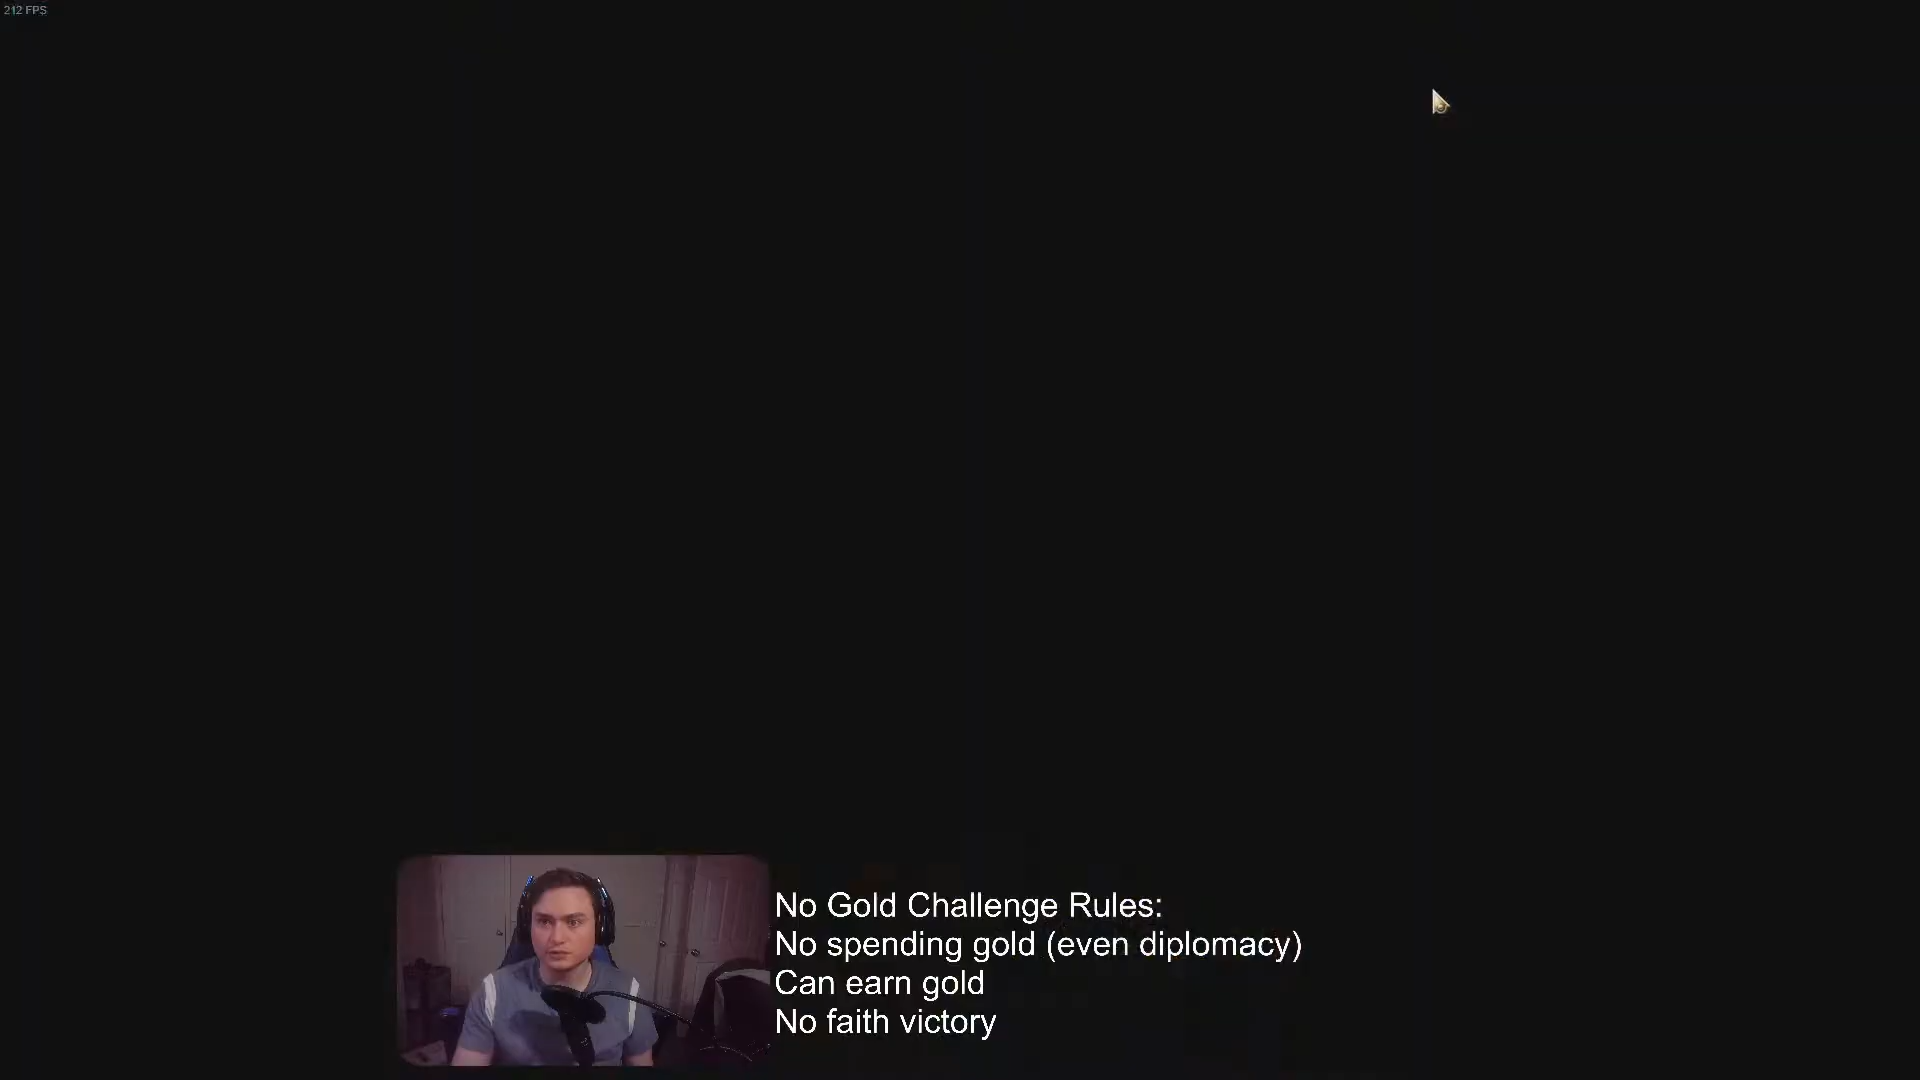 212 FPS
No Gold Challenge Rules:
No spending gold (even diplomacy)
Can earn gold
No faith victory